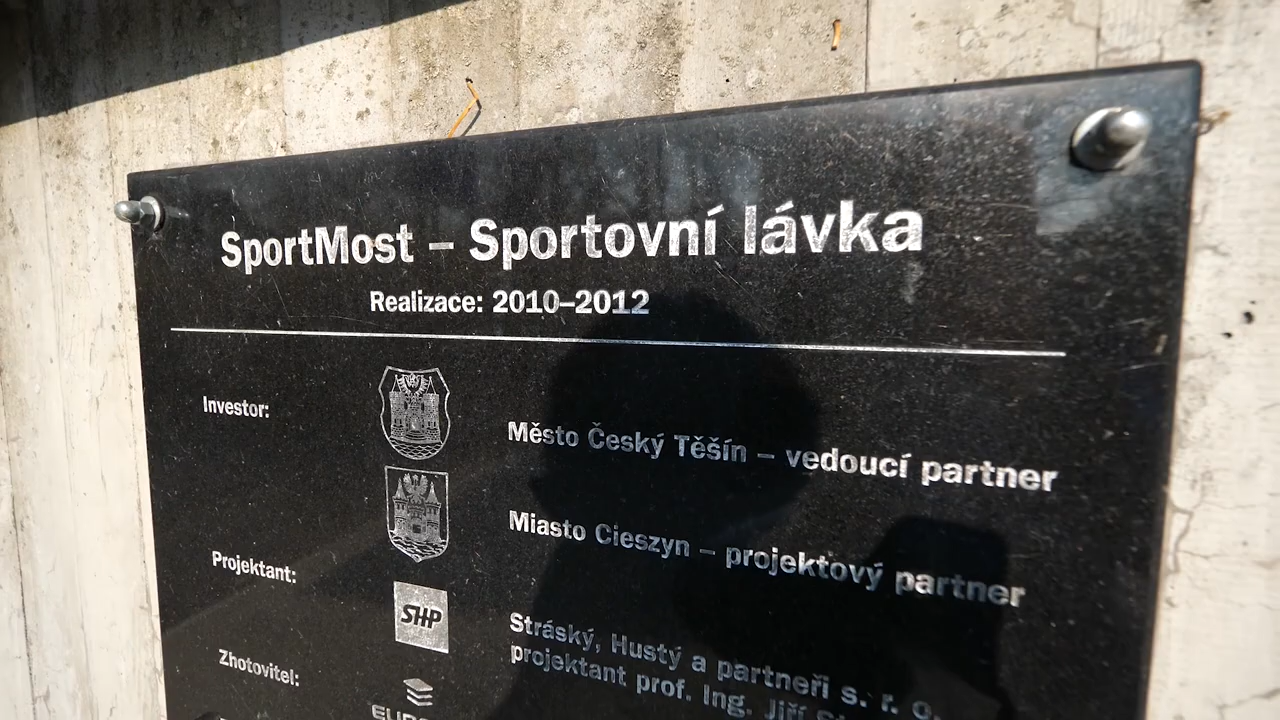 SportMost – Sportovní lávka
Realizace: 2010–2012
Investor:
Město Český Těšín – vedoucí partner
Miasto Cieszyn – projektový partner
Projektant:
SHP
Stráský, Hustý a partneři s. r. o.
projektant prof. Ing. Jiří
Zhotovitel: